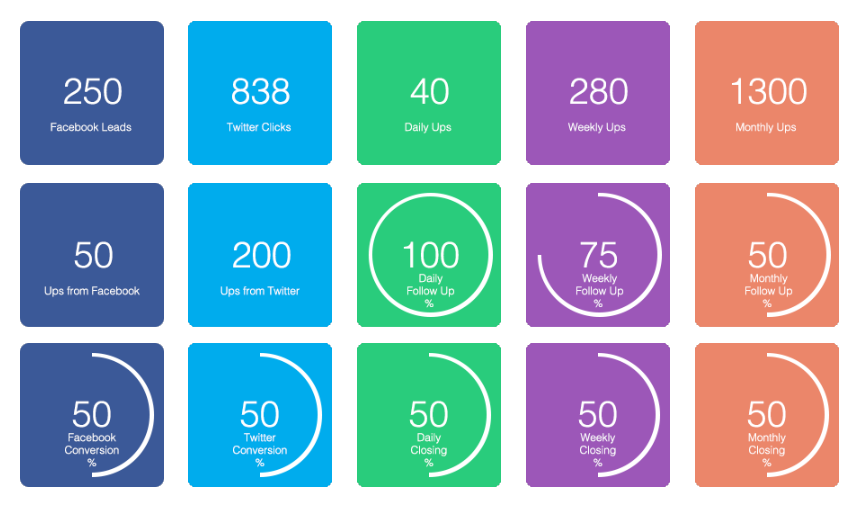 250
Facebook Leads
838
Twitter Clicks
40
Daily Ups
280
Weekly Ups
1300
Monthly Ups
50
Ups from Facebook
200
Ups from Twitter
100
Daily
Follow Up
%
75
Weekly
Follow Up
%
50
Monthly
Follow Up
%
50
Facebook
Conversion
%
50
Twitter
Conversion
%
50
Daily
Closing
%
50
Weekly
Closing
%
50
Monthly
Closing
%